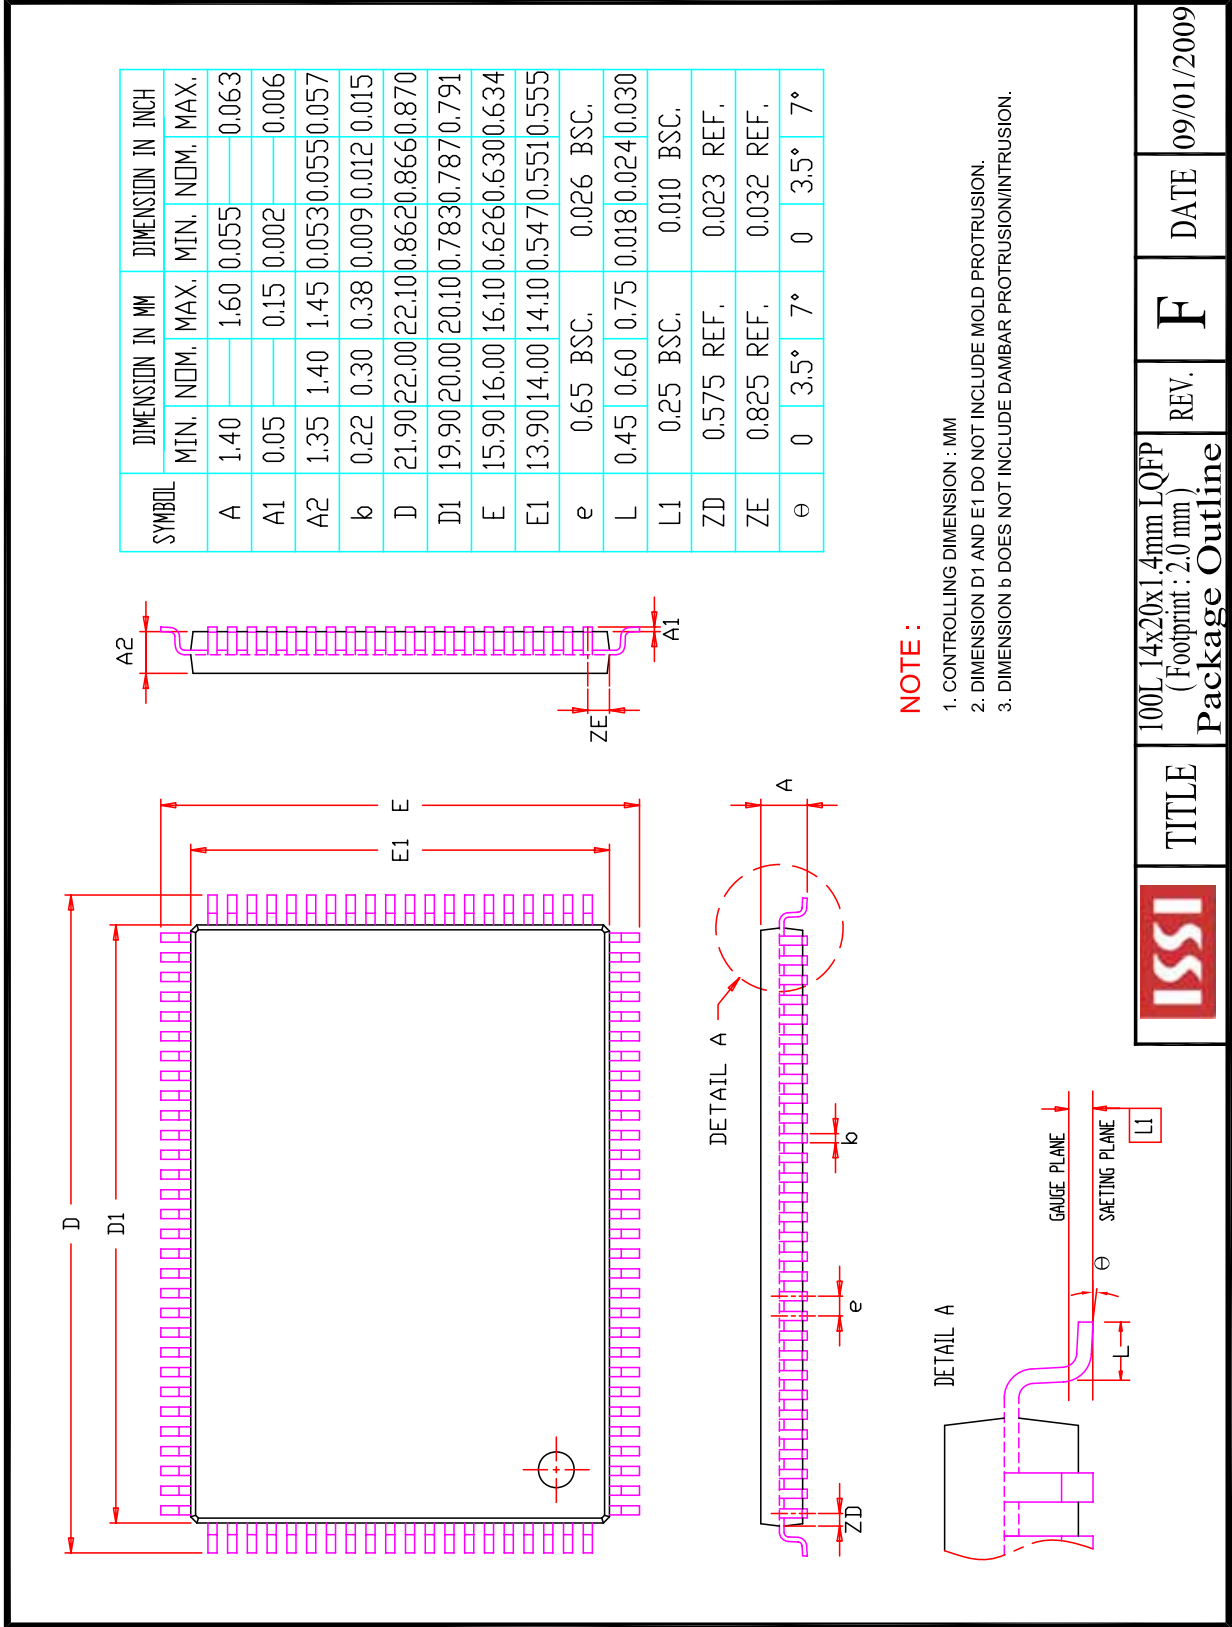 D
D1
E
E1
A2
A1
ZE
SYMBOL DIMENSION IN MM DIMENSION IN INCH
MIN. NOM. MAX. MIN. NOM. MAX.
A 1.40 1.60 0.055 0.063
A1 0.05 0.15 0.002 0.006
A2 1.35 1.40 1.45 0.053 0.055 0.057
b 0.22 0.30 0.38 0.009 0.012 0.015
D 21.90 22.00 22.10 0.862 0.866 0.870
D1 19.90 20.00 20.10 0.783 0.787 0.791
E 15.90 16.00 16.10 0.626 0.630 0.634
E1 13.90 14.00 14.10 0.547 0.551 0.555
e 0.65 BSC. 0.026 BSC.
L 0.45 0.60 0.75 0.018 0.024 0.030
L1 0.25 BSC. 0.010 BSC.
ZD 0.575 REF. 0.023 REF.
ZE 0.825 REF. 0.032 REF.
θ 0 3.5° 7° 0 3.5° 7°
DETAIL A
A
b
e
ZD
DETAIL A
GAUGE PLANE
SAETING PLANE
L1
θ
L
NOTE :
1. CONTROLLING DIMENSION : MM
2. DIMENSION D1 AND E1 DO NOT INCLUDE MOLD PROTRUSION.
3. DIMENSION b DOES NOT INCLUDE DAMBAR PROTRUSION/INTRUSION.
ISSI
TITLE
100L 14x20x1.4mm LQFP
( Footprint : 2.0 mm )
Package Outline
REV.
F
DATE
09/01/2009